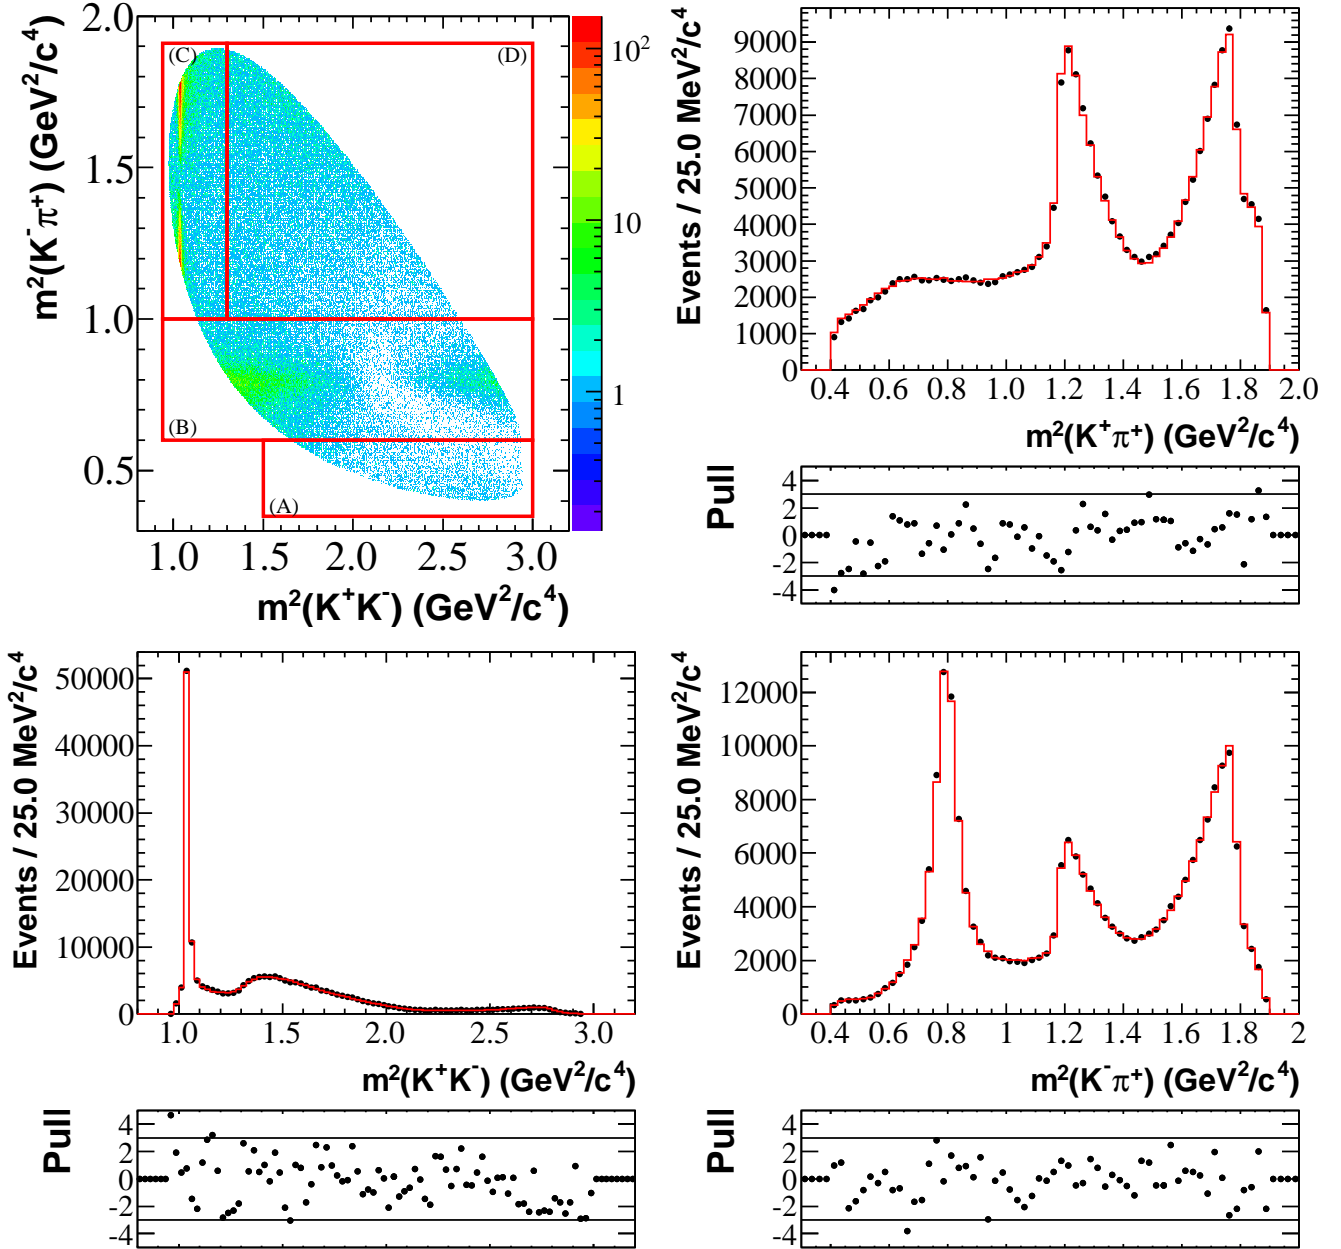 2.0
1.5
1.0
0.5
m²(K⁻π⁺) (GeV²/c⁴)
(C)
(D)
(B)
(A)
1.0 1.5 2.0 2.5 3.0
m²(K⁺K⁻) (GeV²/c⁴)
10²
10
1
Events / 25.0 MeV²/c⁴
9000
8000
7000
6000
5000
4000
3000
2000
1000
0
0.4 0.6 0.8 1.0 1.2 1.4 1.6 1.8 2.0
m²(K⁺π⁺) (GeV²/c⁴)
Pull
4
2
0
-2
-4
Events / 25.0 MeV²/c⁴
50000
40000
30000
20000
10000
0
1.0 1.5 2.0 2.5 3.0
m²(K⁺K⁻) (GeV²/c⁴)
Pull
4
2
0
-2
-4
Events / 25.0 MeV²/c⁴
12000
10000
8000
6000
4000
2000
0
0.4 0.6 0.8 1 1.2 1.4 1.6 1.8 2
m²(K⁻π⁺) (GeV²/c⁴)
Pull
4
2
0
-2
-4